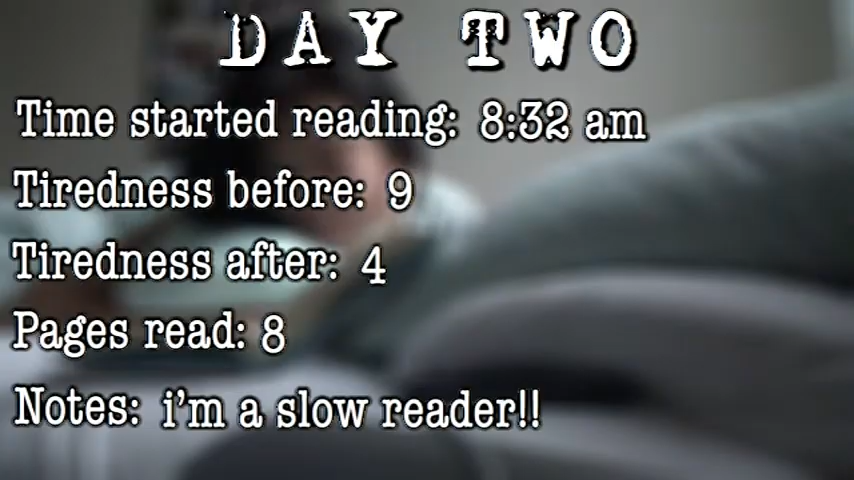 DAY TWO
Time started reading: 8:32 am
Tiredness before: 9
Tiredness after: 4
Pages read: 8
Notes: i'm a slow reader!!